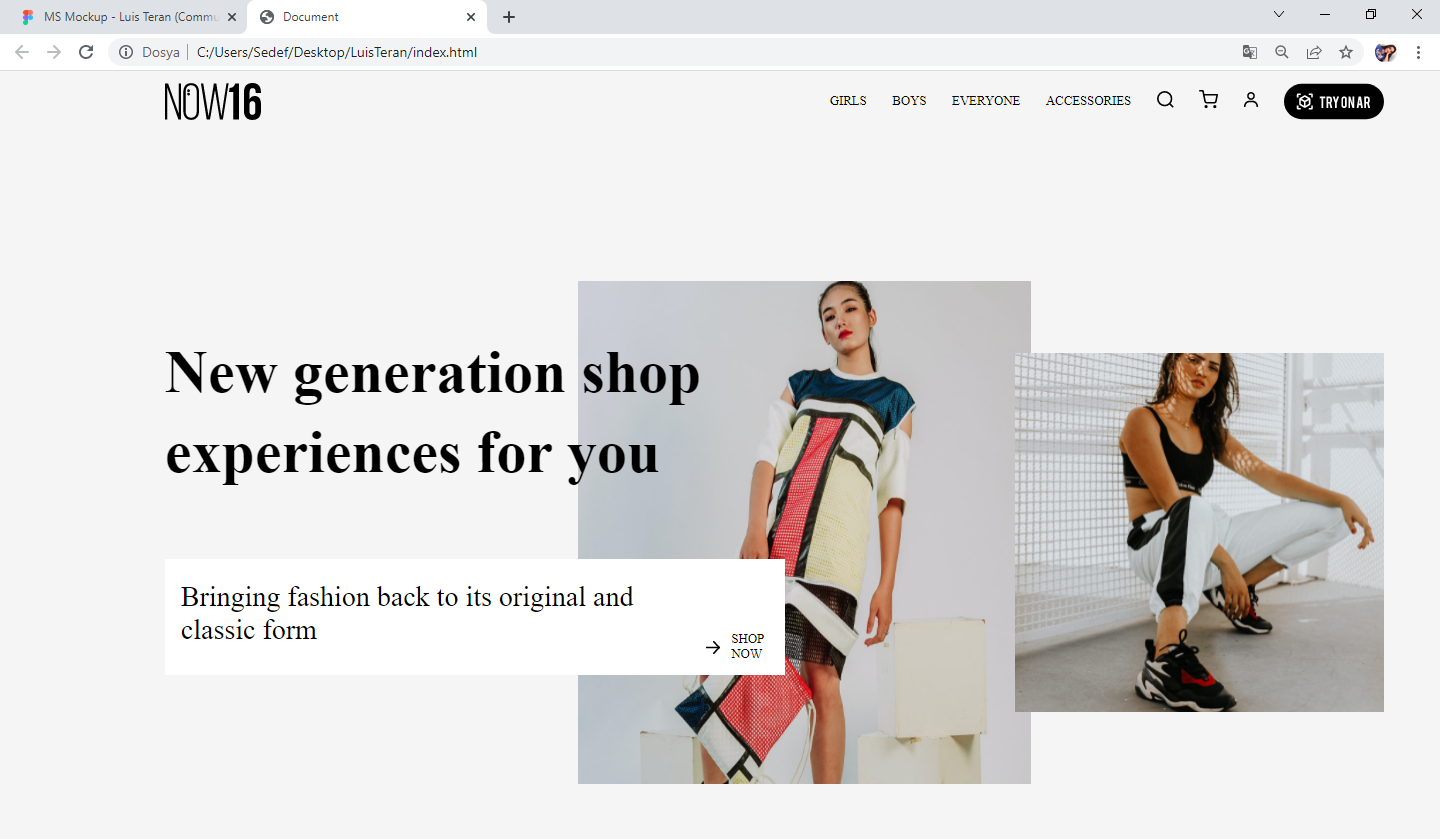 MS Mockup - Luis Teran (Commu
Document
Dosya
C:/Users/Sedef/Desktop/LuisTeran/index.html
NOW16
GIRLS BOYS EVERYONE ACCESSORIES TRY ON AR
New generation shop
experiences for you
Bringing fashion back to its original and
classic form
SHOP
NOW